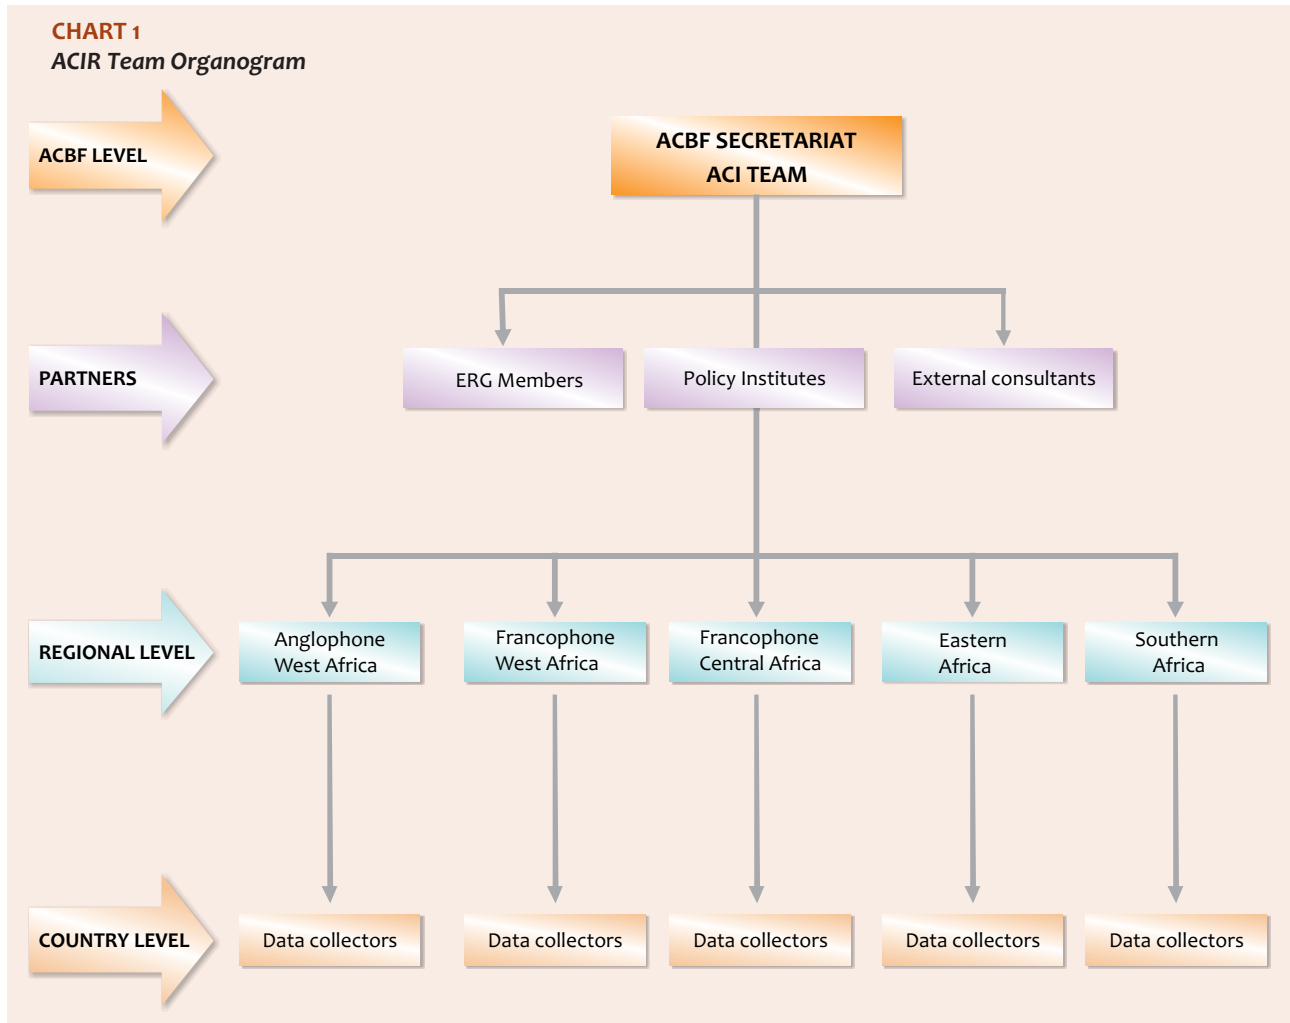 CHART 1
ACIR Team Organogram
ACBF LEVEL
ACBF SECRETARIAT
ACI TEAM
PARTNERS
ERG Members
Policy Institutes
External consultants
REGIONAL LEVEL
Anglophone
West Africa
Francophone
West Africa
Francophone
Central Africa
Eastern
Africa
Southern
Africa
COUNTRY LEVEL
Data collectors
Data collectors
Data collectors
Data collectors
Data collectors